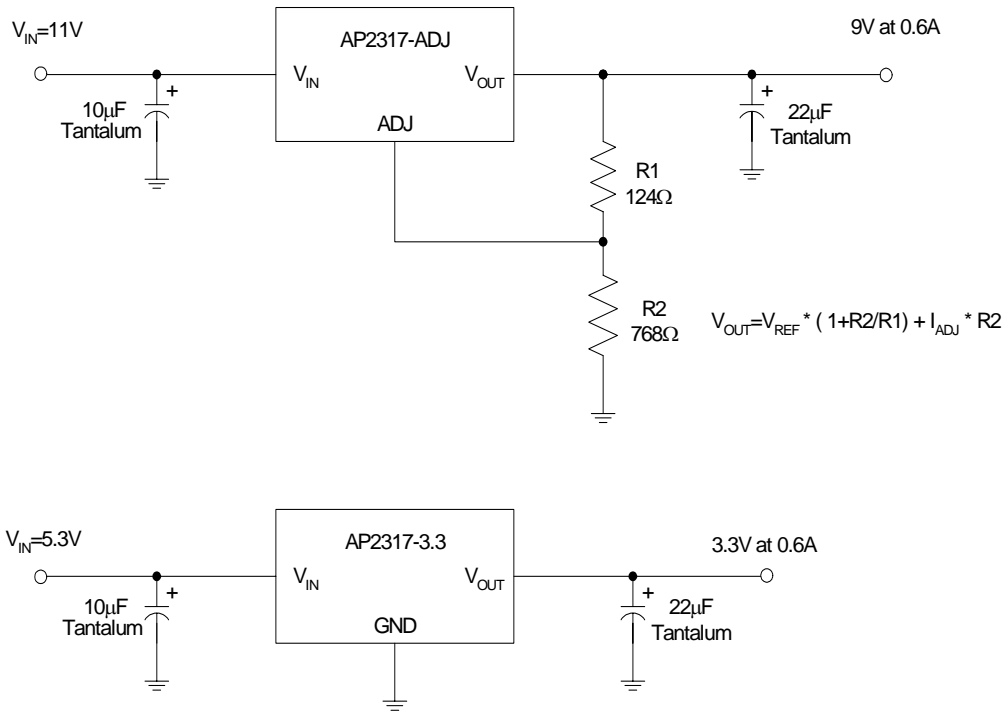 V_IN=11V
AP2317-ADJ
9V at 0.6A
V_IN
V_OUT
+
10μF
Tantalum
ADJ
+
22μF
Tantalum
R1
124Ω
R2
768Ω
V_OUT=V_REF * ( 1+R2/R1) + I_ADJ * R2
V_IN=5.3V
AP2317-3.3
3.3V at 0.6A
V_IN
V_OUT
+
10μF
Tantalum
GND
+
22μF
Tantalum